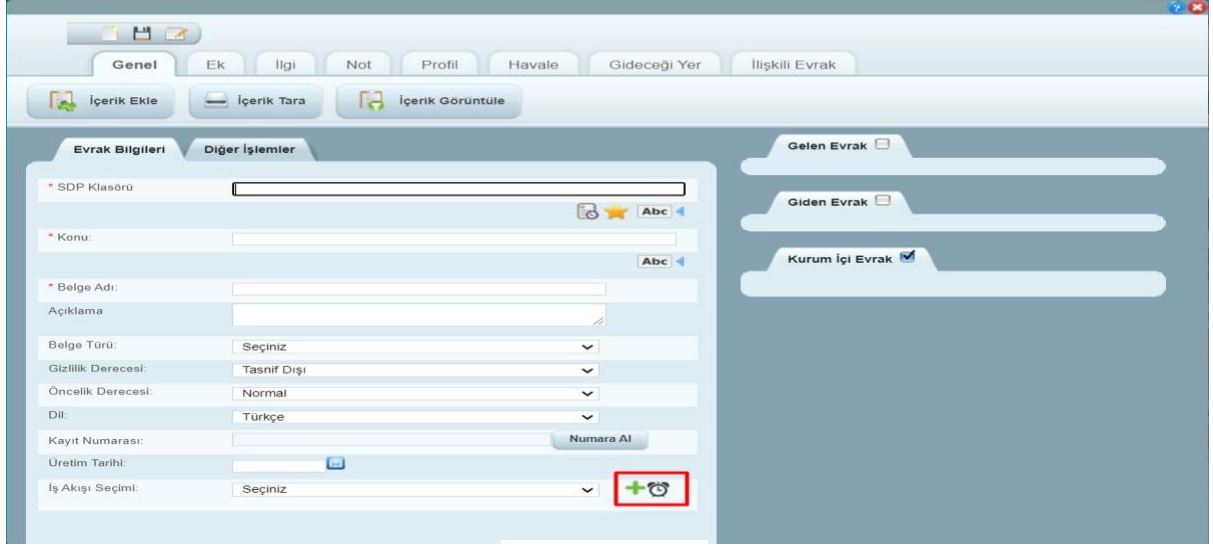 Genel Ek İlgi Not Profil Havale Gideceği Yer İlişkili Evrak
İçerik Ekle İçerik Tara İçerik Görüntüle
Evrak Bilgileri Diğer İşlemler
* SDP Klasörü
Abc
* Konu:
Abc
* Belge Adı:
Açıklama
Belge Türü: Seçiniz
Gizlilik Derecesi: Tasnif Dışı
Öncelik Derecesi: Normal
Dil: Türkçe
Kayıt Numarası: Numara Al
Üretim Tarihi:
İş Akışı Seçimi: Seçiniz
Gelen Evrak
Giden Evrak
Kurum İçi Evrak